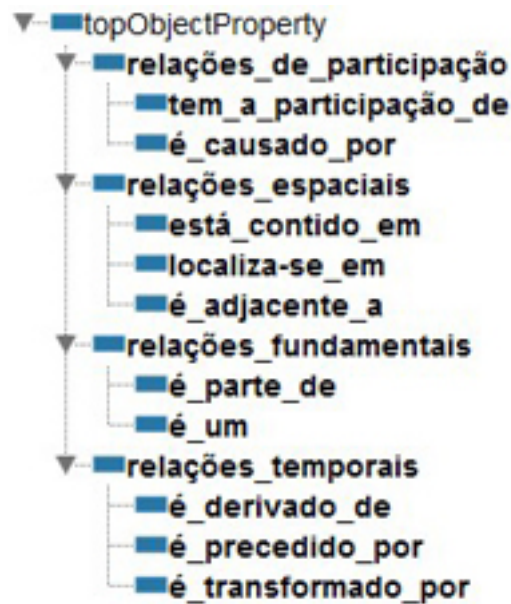 topObjectProperty
relações_de_participação
tem_a_participação_de
é_causado_por
relações_espaciais
está_contido_em
localiza-se_em
é_adjacente_a
relações_fundamentais
é_parte_de
é_um
relações_temporais
é_derivado_de
é_precedido_por
é_transformado_por